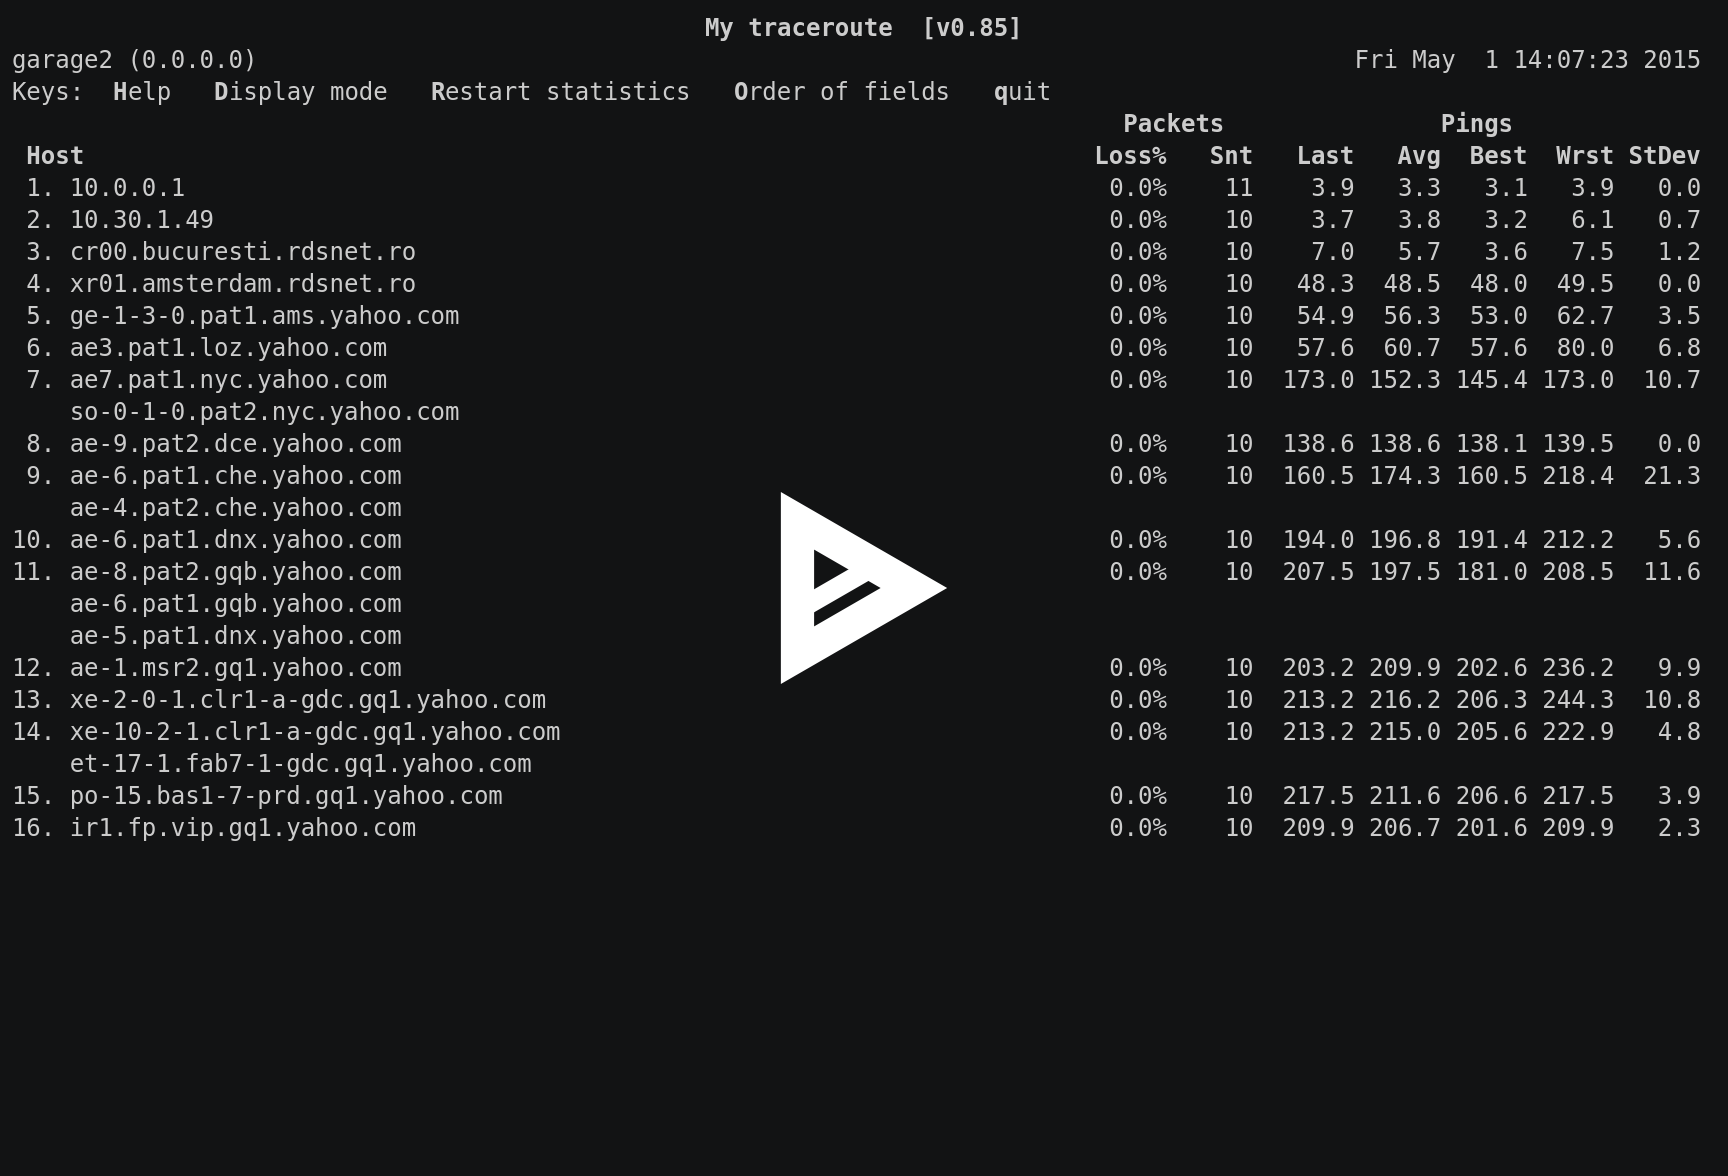 My traceroute  [v0.85]
garage2 (0.0.0.0)                                                                            Fri May  1 14:07:23 2015
Keys:  Help   Display mode   Restart statistics   Order of fields   quit
Packets               Pings
Host                                                                      Loss%   Snt   Last   Avg  Best  Wrst StDev
1. 10.0.0.1                                                                0.0%    11    3.9   3.3   3.1   3.9   0.0
2. 10.30.1.49                                                              0.0%    10    3.7   3.8   3.2   6.1   0.7
3. cr00.bucuresti.rdsnet.ro                                                0.0%    10    7.0   5.7   3.6   7.5   1.2
4. xr01.amsterdam.rdsnet.ro                                                0.0%    10   48.3  48.5  48.0  49.5   0.0
5. ge-1-3-0.pat1.ams.yahoo.com                                             0.0%    10   54.9  56.3  53.0  62.7   3.5
6. ae3.pat1.loz.yahoo.com                                                  0.0%    10   57.6  60.7  57.6  80.0   6.8
7. ae7.pat1.nyc.yahoo.com                                                  0.0%    10  173.0 152.3 145.4 173.0  10.7
so-0-1-0.pat2.nyc.yahoo.com
8. ae-9.pat2.dce.yahoo.com                                                 0.0%    10  138.6 138.6 138.1 139.5   0.0
9. ae-6.pat1.che.yahoo.com                                                 0.0%    10  160.5 174.3 160.5 218.4  21.3
ae-4.pat2.che.yahoo.com
10. ae-6.pat1.dnx.yahoo.com                                                 0.0%    10  194.0 196.8 191.4 212.2   5.6
11. ae-8.pat2.gqb.yahoo.com                                                 0.0%    10  207.5 197.5 181.0 208.5  11.6
ae-6.pat1.gqb.yahoo.com
ae-5.pat1.dnx.yahoo.com
12. ae-1.msr2.gq1.yahoo.com                                                 0.0%    10  203.2 209.9 202.6 236.2   9.9
13. xe-2-0-1.clr1-a-gdc.gq1.yahoo.com                                       0.0%    10  213.2 216.2 206.3 244.3  10.8
14. xe-10-2-1.clr1-a-gdc.gq1.yahoo.com                                      0.0%    10  213.2 215.0 205.6 222.9   4.8
et-17-1.fab7-1-gdc.gq1.yahoo.com
15. po-15.bas1-7-prd.gq1.yahoo.com                                          0.0%    10  217.5 211.6 206.6 217.5   3.9
16. ir1.fp.vip.gq1.yahoo.com                                                0.0%    10  209.9 206.7 201.6 209.9   2.3